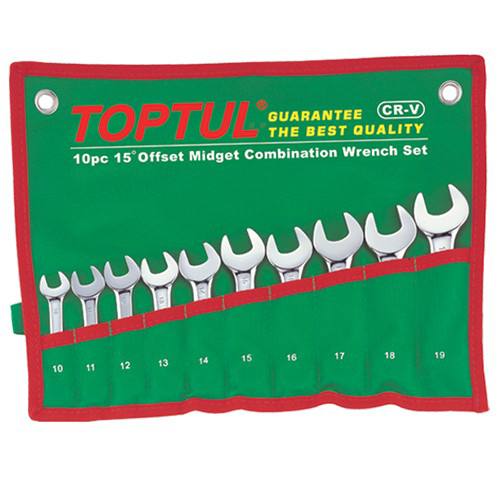 TOPTUL®
GUARANTEE
THE BEST QUALITY
CR-V
10pc 15° Offset Midget Combination Wrench Set
10 11 12 13 14 15 16 17 18 19